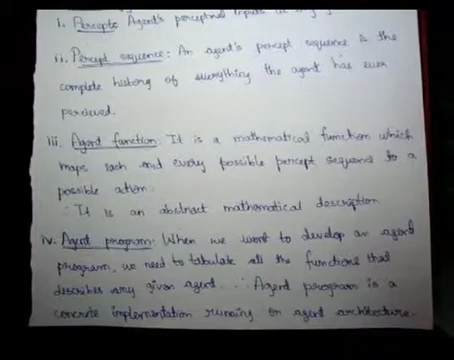 i. Percepts Agent's perceptual inputs at any
ii. Percept sequence: An agent's percept sequence is the
complete history of everything the agent has ever
percieved.
iii. Agent function: It is a mathematical function which
maps each and every possible percept sequence to a
possible action.
∴ It is an abstract mathematical description
iv. Agent program: When we want to develop an agent
program, we need to tabulate all the functions that
describes any given agent. ∴ Agent program is a
concrete implementation running on agent architecture.